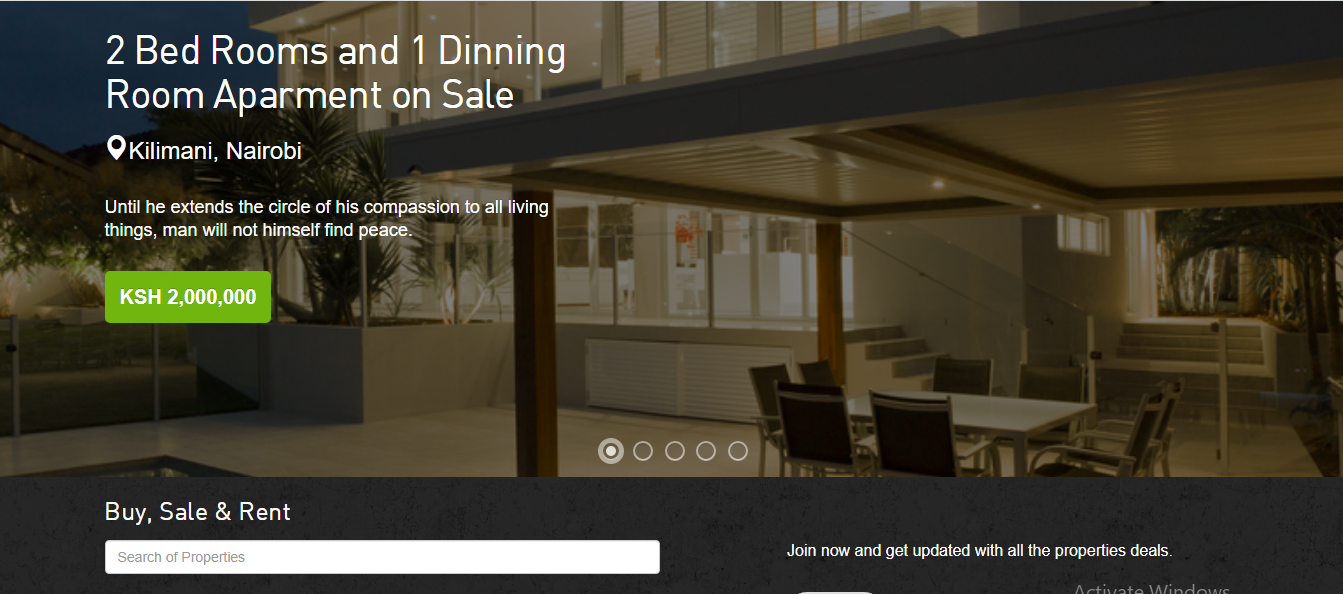 2 Bed Rooms and 1 Dinning
Room Aparment on Sale
Kilimani, Nairobi
Until he extends the circle of his compassion to all living
things, man will not himself find peace.
KSH 2,000,000
Buy, Sale & Rent
Search of Properties
Join now and get updated with all the properties deals.
Activate Windows